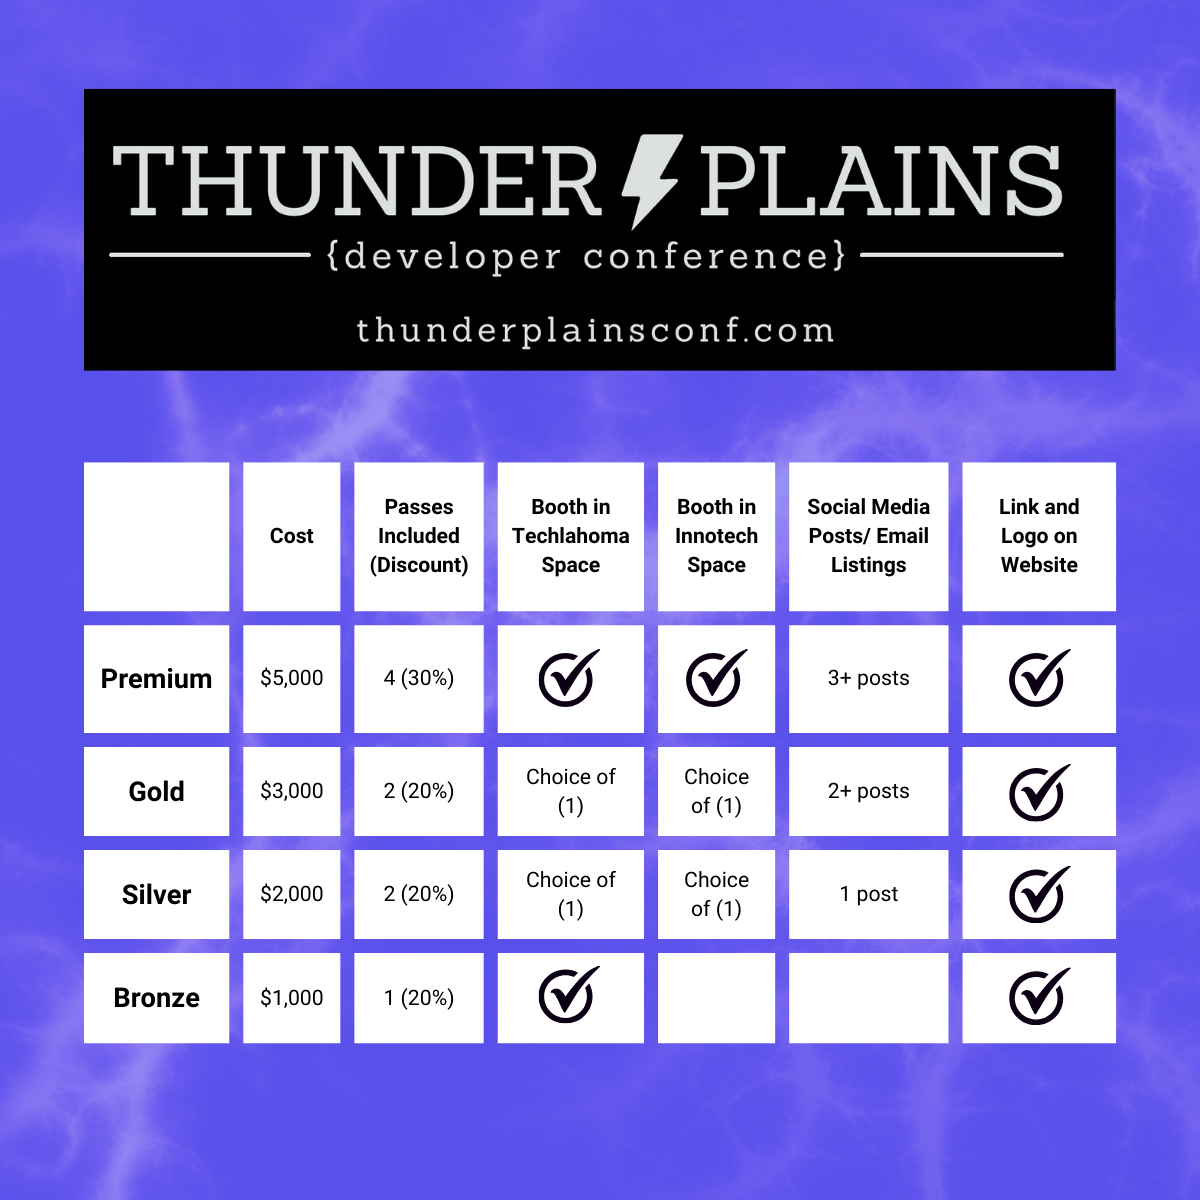 THUNDER PLAINS
{developer conference}
thunderplainsconf.com
Cost
Passes
Included
(Discount)
Booth in
Techlahoma
Space
Booth in
Innotech
Space
Social Media
Posts/ Email
Listings
Link and
Logo on
Website
Premium
$5,000
4 (30%)
3+ posts
Gold
$3,000
2 (20%)
Choice of
(1)
Choice
of (1)
2+ posts
Silver
$2,000
2 (20%)
Choice of
(1)
Choice
of (1)
1 post
Bronze
$1,000
1 (20%)